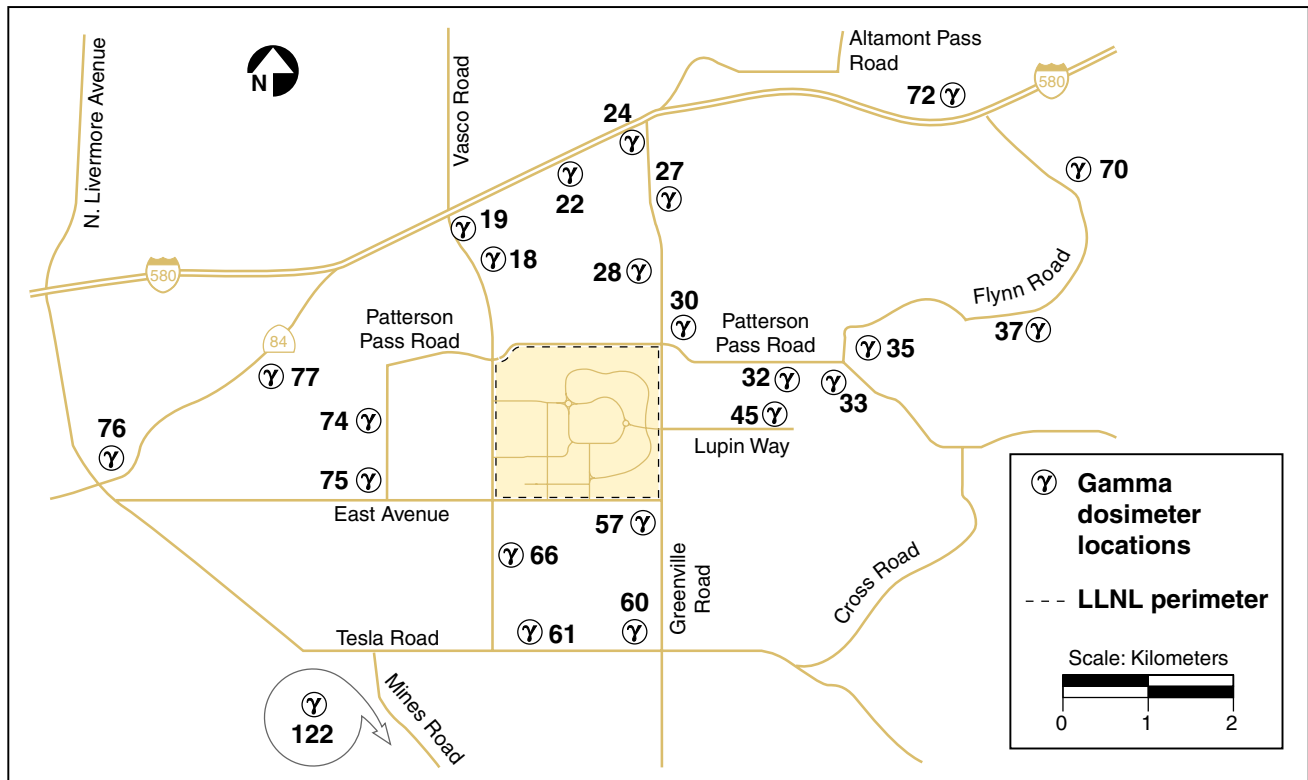 Altamont Pass
Road
N. Livermore Avenue
N
Vasco Road
72 γ
580
24
γ
27
γ
γ
22
γ 70
γ 19
γ 18
580
28 γ
30
γ
Flynn Road
37 γ
Patterson
Pass Road
Patterson
Pass Road
84
γ 77
γ 35
32 γ
γ
33
74 γ
45 γ
Lupin Way
76
γ
75 γ
East Avenue
57 γ
γ 66
Greenville
Road
Cross Road
60
γ
γ 61
Tesla Road
Mines Road
γ
122
γ Gamma
dosimeter
locations
LLNL perimeter
Scale: Kilometers
0 1 2